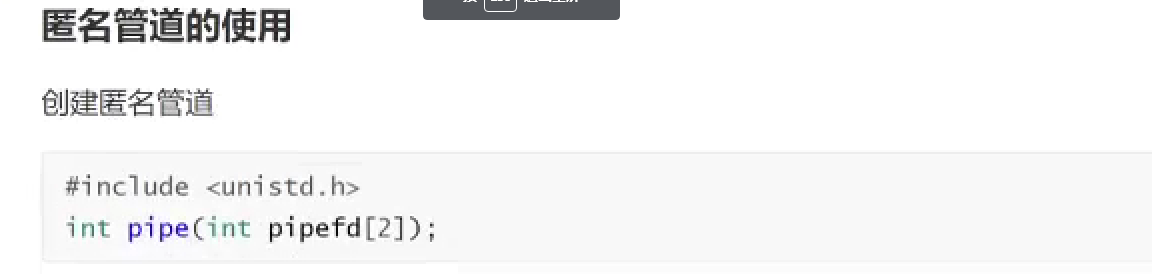 匿名管道的使用
创建匿名管道
#include <unistd.h>
int pipe(int pipefd[2]);